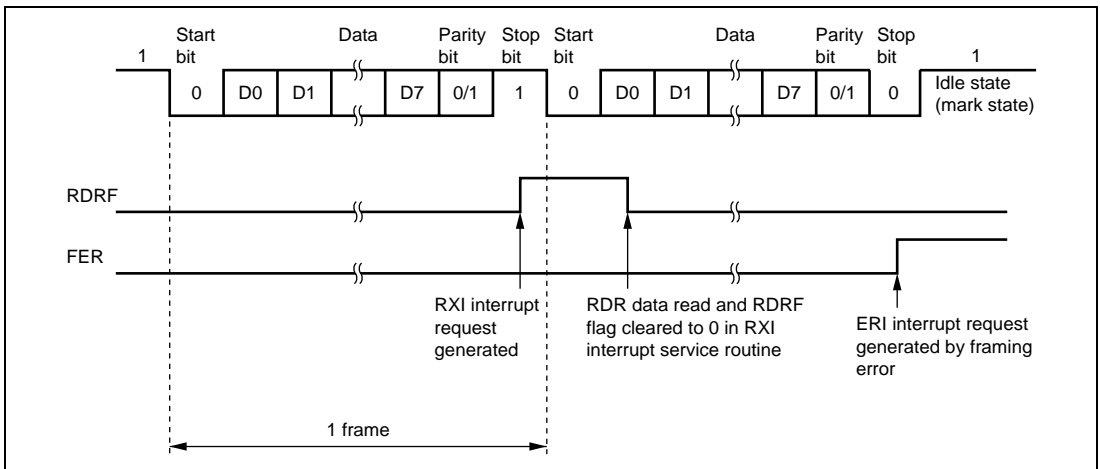 Start bit
Data
Parity bit
Stop bit
Start bit
Data
Parity bit
Stop bit
1
1
0
D0
D1
D7
0/1
1
0
D0
D1
D7
0/1
0
Idle state
(mark state)
RDRF
FER
RXI interrupt
request
generated
RDR data read and RDRF
flag cleared to 0 in RXI
interrupt service routine
ERI interrupt request
generated by framing
error
1 frame